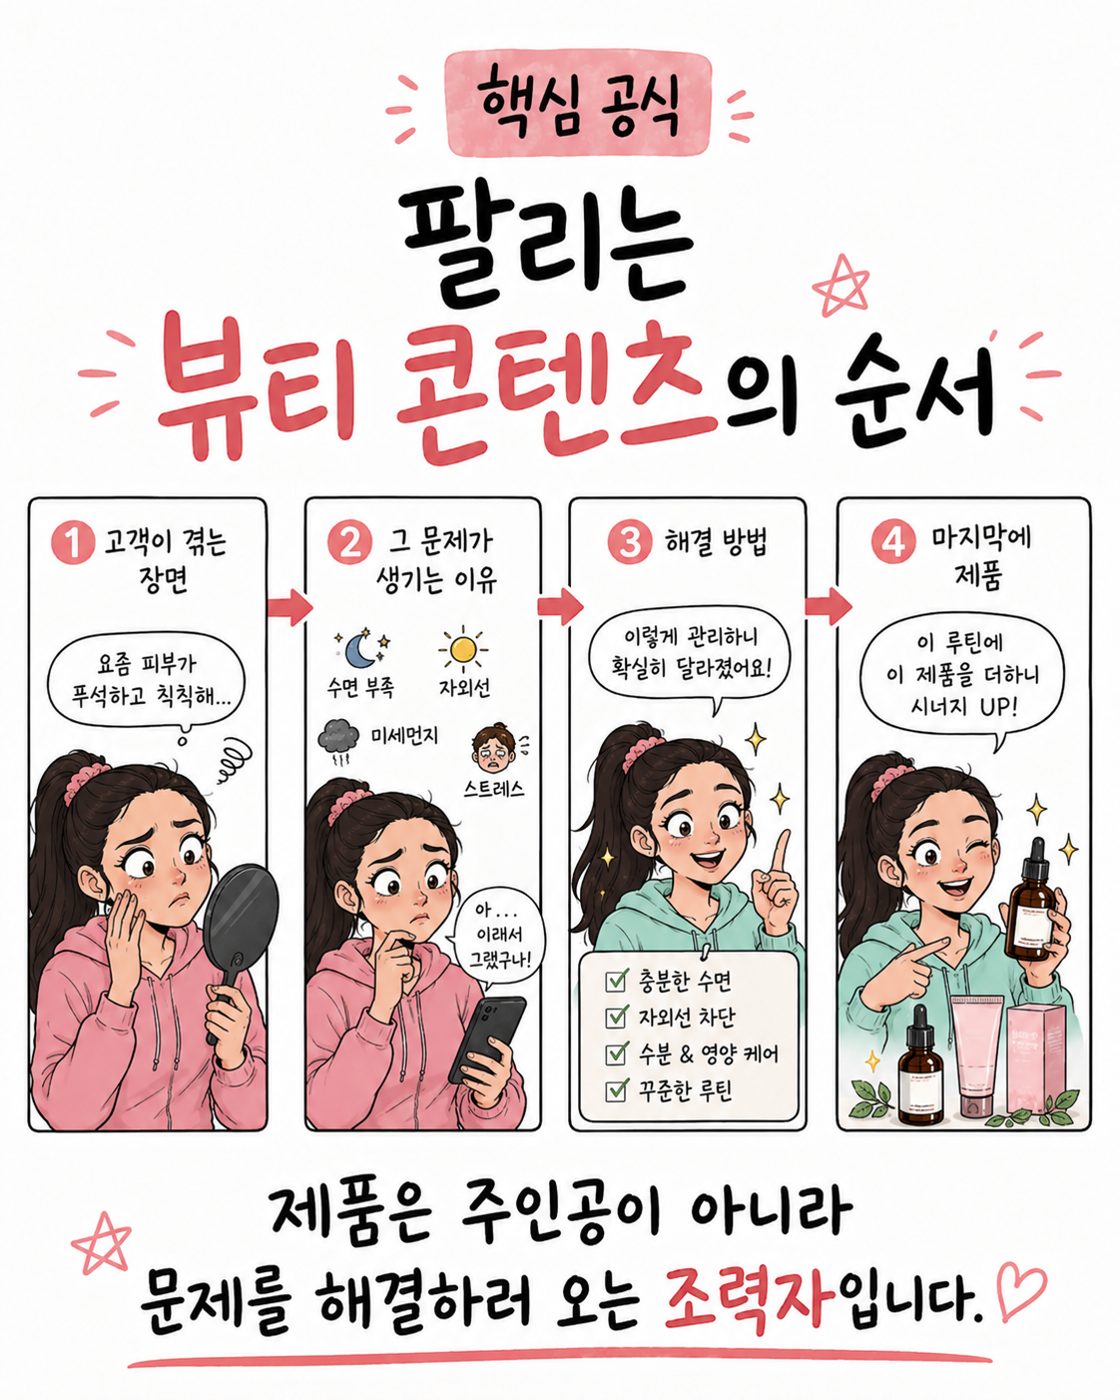 핵심 공식
팔리는
뷰티 콘텐츠의 순서
1 고객이 겪는
장면
요즘 피부가
푸석하고 칙칙해...
2 그 문제가
생기는 이유
수면 부족
자외선
미세먼지
스트레스
아...
이래서
그랬구나!
3 해결 방법
이렇게 관리하니
확실히 달라졌어요!
충분한 수면
자외선 차단
수분 & 영양 케어
꾸준한 루틴
4 마지막에
제품
이 루틴에
이 제품을 더하니
시너지 UP!
제품은 주인공이 아니라
문제를 해결하러 오는 조력자입니다.